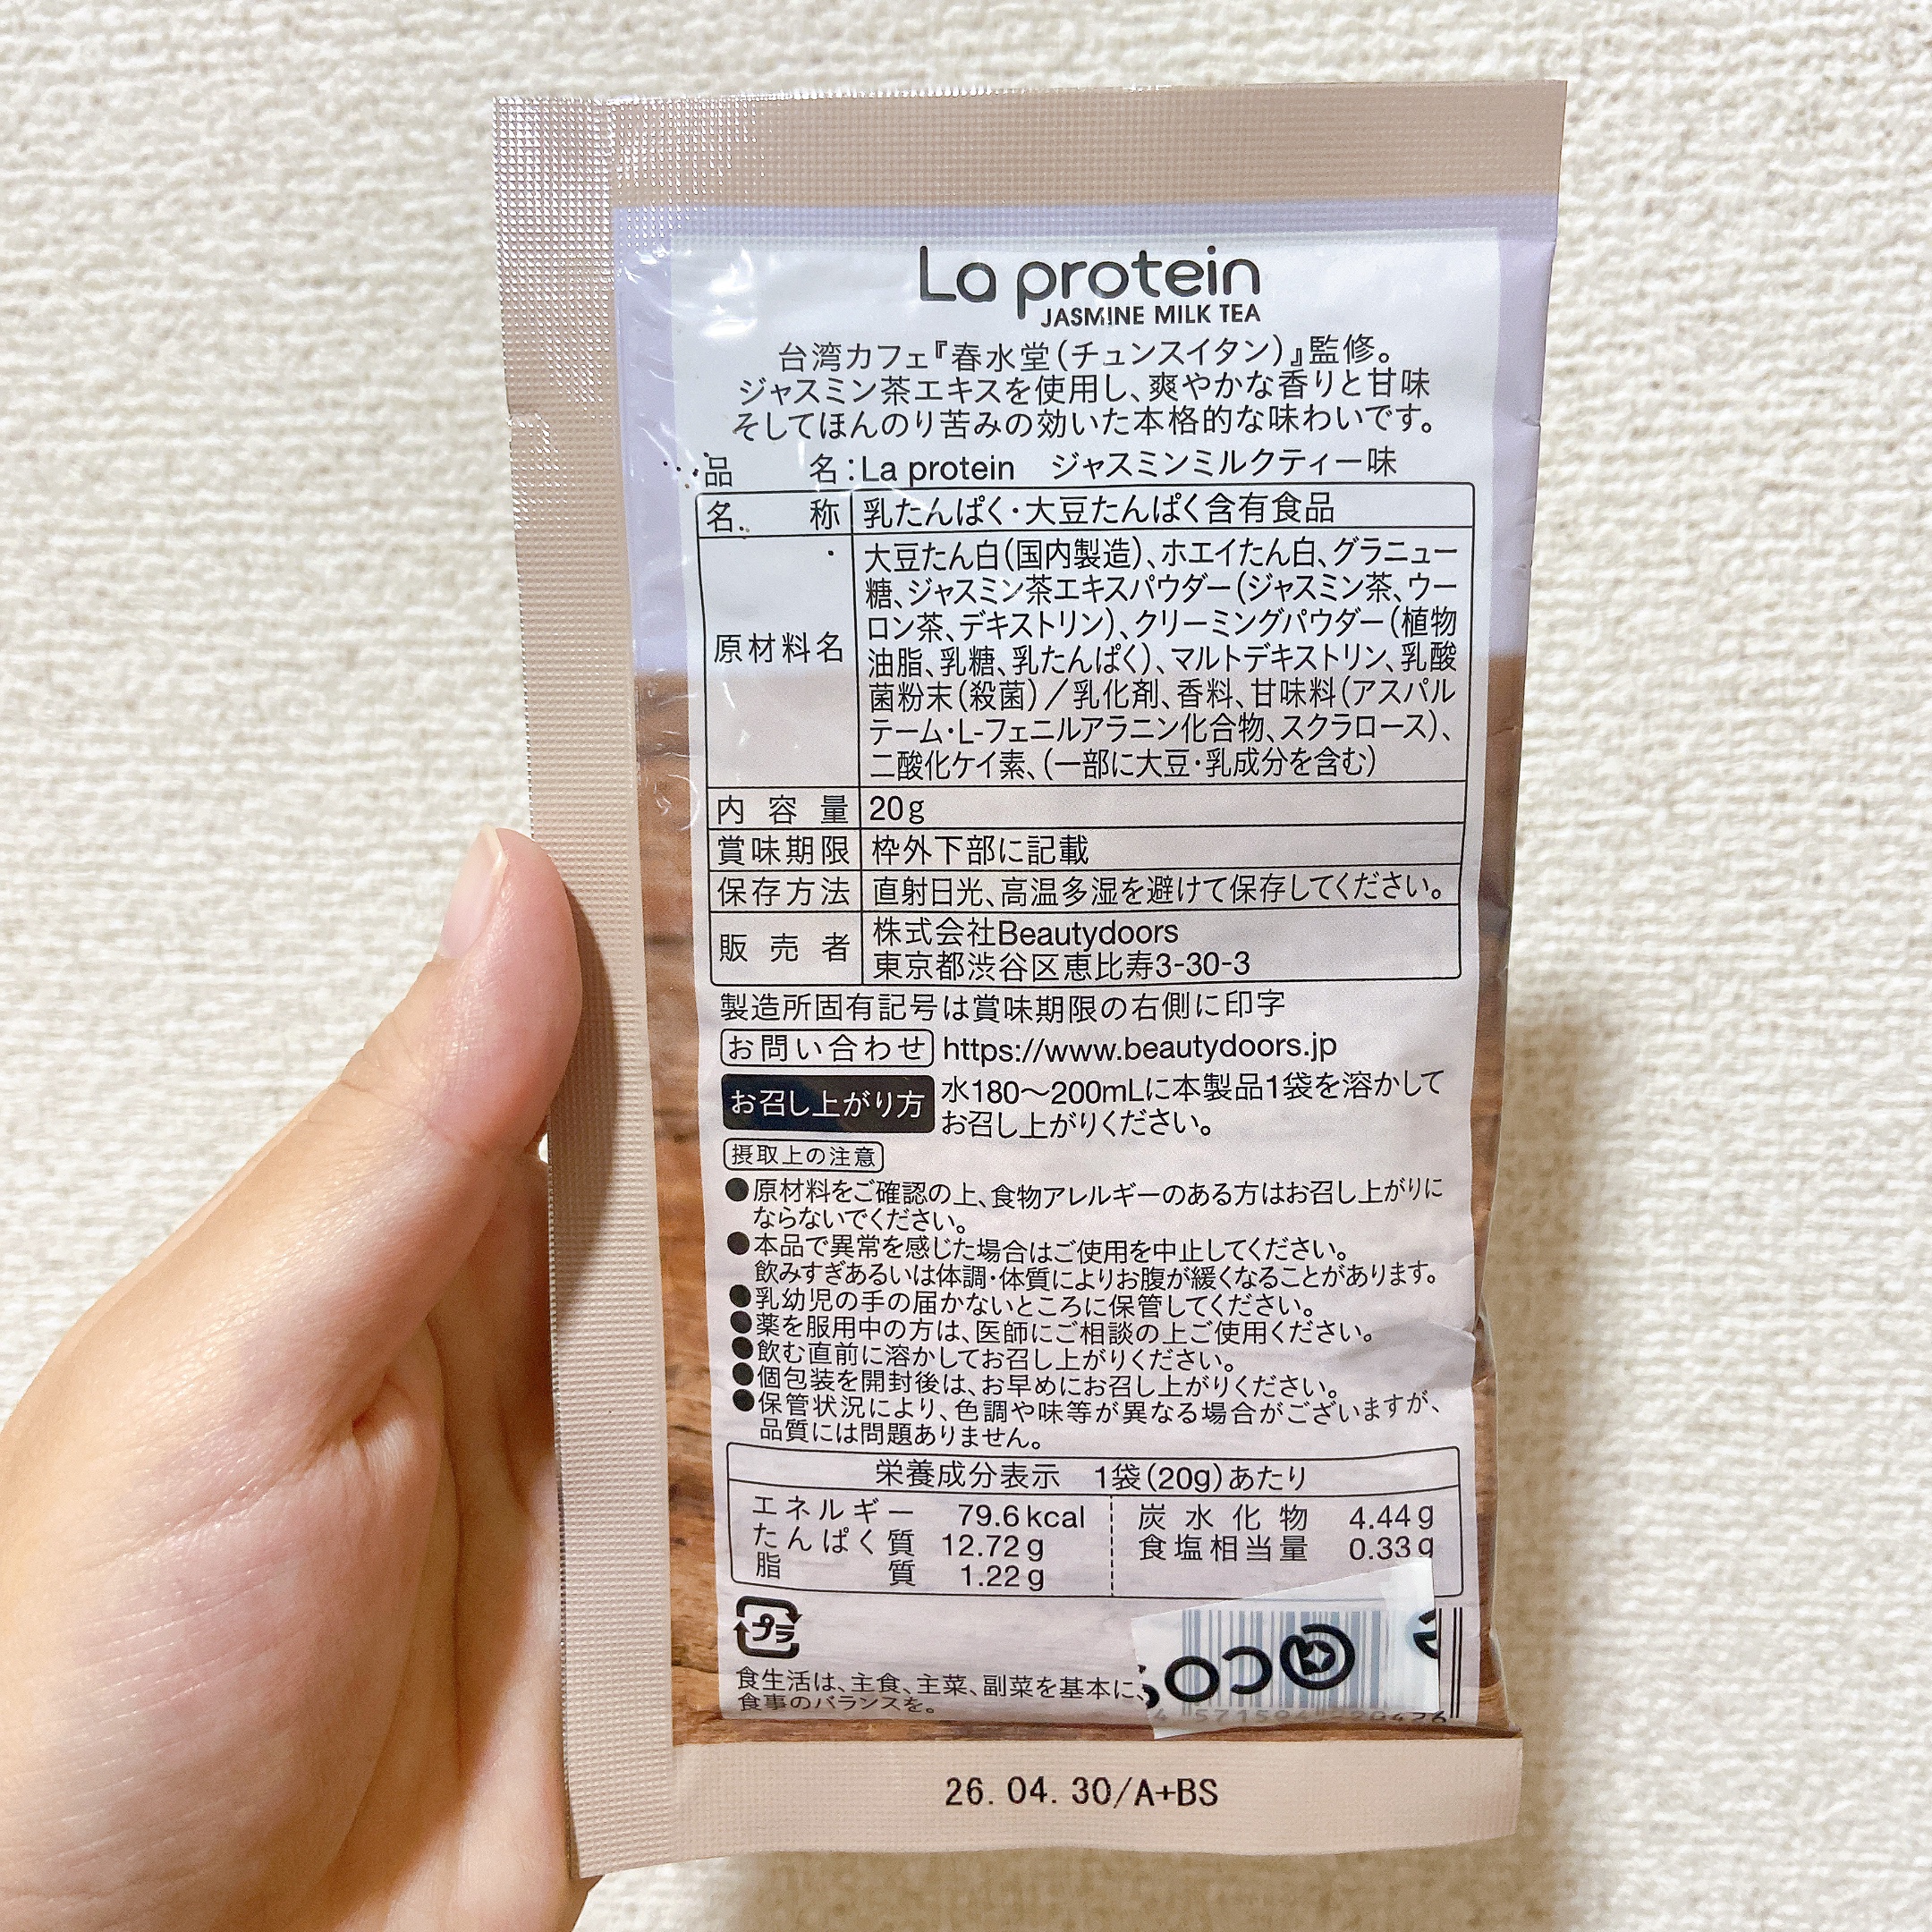 La protein
JASMINE MILK TEA
台湾カフェ『春水堂(チュンスイタン)』監修。
ジャスミン茶エキスを使用し、爽やかな香りと甘味
そしてほんのり苦みの効いた本格的な味わいです。
品名:La protein ジャスミンミルクティー味
名称 乳たんぱく・大豆たんぱく含有食品
原材料名
大豆たん白(国内製造)、ホエイたん白、グラニュー
糖、ジャスミン茶エキスパウダー(ジャスミン茶、ウー
ロン茶、デキストリン)、クリーミングパウダー(植物
油脂、乳糖、乳たんぱく)、マルトデキストリン、乳酸
菌粉末(殺菌)/乳化剤、香料、甘味料(アスパル
テーム・L-フェニルアラニン化合物、スクラロース)、
二酸化ケイ素、(一部に大豆・乳成分を含む)
内容量 20g
賞味期限 枠外下部に記載
保存方法 直射日光、高温多湿を避けて保存してください。
販売者 株式会社Beautydoors
東京都渋谷区恵比寿3-30-3
製造所固有記号は賞味期限の右側に印字
お問い合わせ https://www.beautydoors.jp
お召し上がり方 水180～200mLに本製品1袋を溶かして
お召し上がりください。
摂取上の注意
●原材料をご確認の上、食物アレルギーのある方はお召し上がりに
ならないでください。
●本品で異常を感じた場合はご使用を中止してください。
飲みすぎあるいは体調・体質によりお腹が緩くなることがあります。
●乳幼児の手の届かないところに保管してください。
●薬を服用中の方は、医師にご相談の上ご使用ください。
●飲む直前に溶かしてお召し上がりください。
●個包装を開封後は、お早めにお召し上がりください。
●保管状況により、色調や味等が異なる場合がございますが、
品質には問題ありません。
栄養成分表示 1袋(20g)あたり
エネルギー 79.6kcal 炭水化物 4.44g
たんぱく質 12.72g 食塩相当量 0.33g
脂質 1.22g
プラ
食生活は、主食、主菜、副菜を基本に、
食事のバランスを。
26.04.30/A+BS